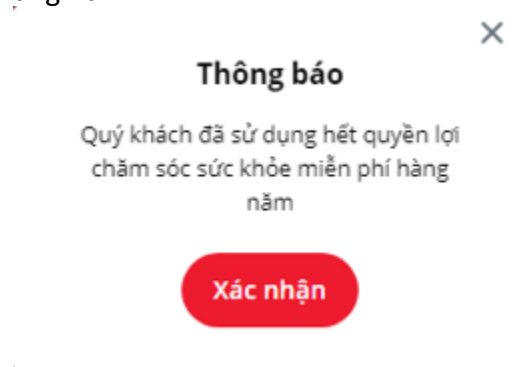 Thông báo
Quý khách đã sử dụng hết quyền lợi
chăm sóc sức khỏe miễn phí hàng
năm
Xác nhận